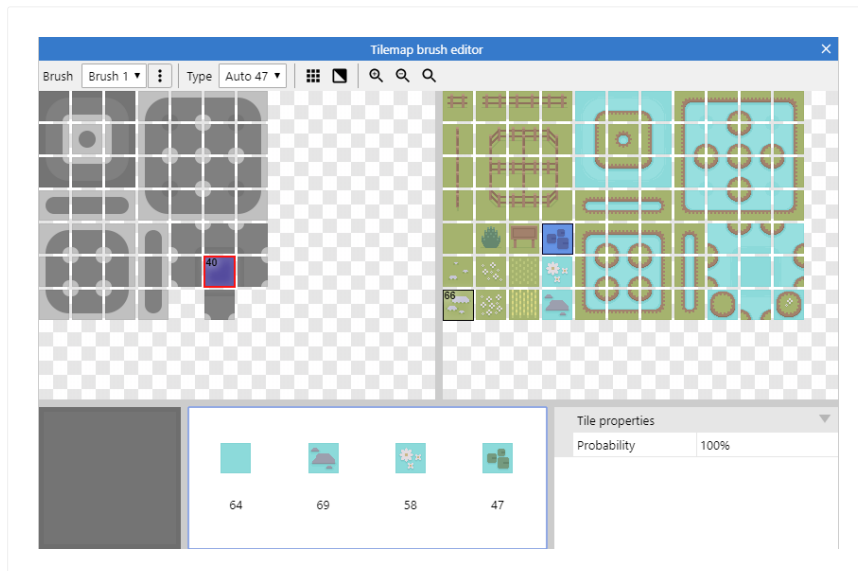 Tilemap brush editor
Brush Brush 1 Type Auto 47
40
66
64 69 58 47
Tile properties
Probability 100%